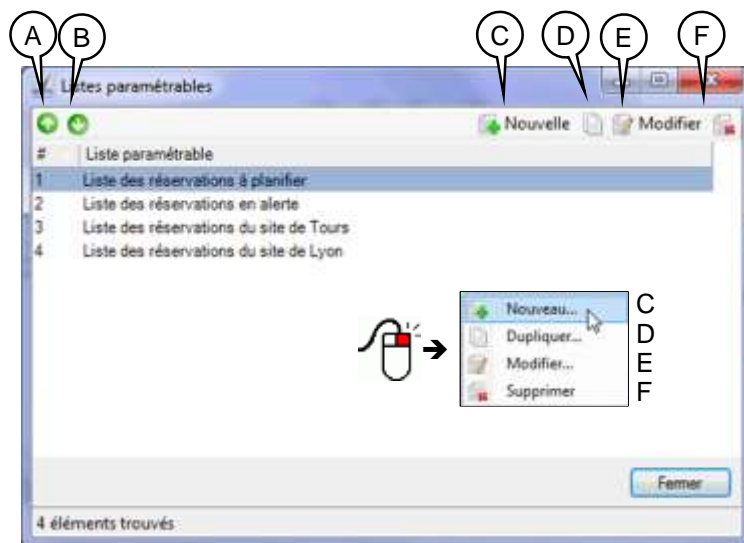 A B C D E F
Listes paramétrables
Nouvelle Modifier
# Liste paramétrable
1 Liste des réservations à planifier
2 Liste des réservations en alerte
3 Liste des réservations du site de Tours
4 Liste des réservations du site de Lyon
Nouveau... C
Dupliquer... D
Modifier... E
Supprimer F
Fermer
4 éléments trouvés